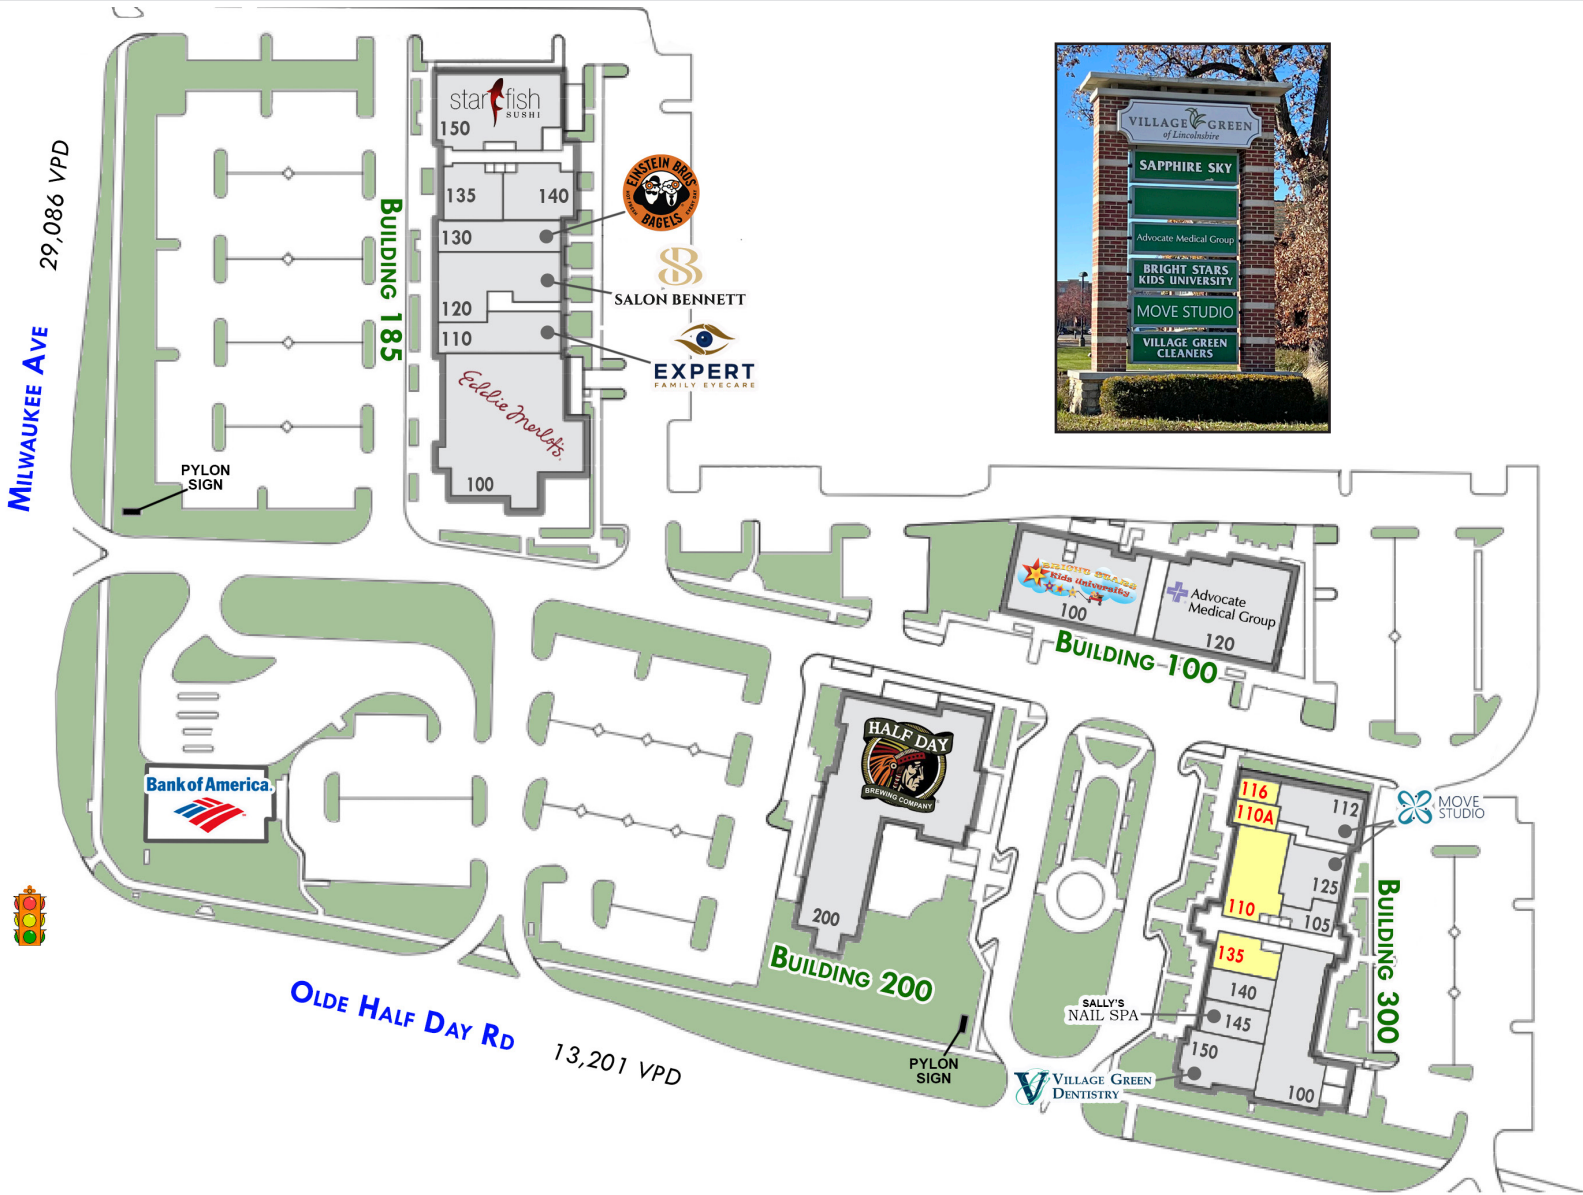 29,086 VPD
MILWAUKEE AVE
PYLON
SIGN
BUILDING 185
star fish
SUSHI
150
135
140
130
120
110
Eddie Merlot's.
100
EINSTEIN BROS
BAGELS
SALON BENNETT
EXPERT
FAMILY EYECARE
VILLAGE GREEN
of Lincolnshire
SAPPHIRE SKY
Advocate Medical Group
BRIGHT STARS
KIDS UNIVERSITY
MOVE STUDIO
VILLAGE GREEN
CLEANERS
BRIGHT STARS
Kids University
100
Advocate
Medical Group
120
BUILDING 100
Bank of America.
HALF DAY
BREWING COMPANY
200
BUILDING 200
OLDE HALF DAY RD
13,201 VPD
PYLON
SIGN
116
110A
112
MOVE
STUDIO
125
110
105
BUILDING 300
135
140
SALLY'S
NAIL SPA
145
150
VILLAGE GREEN
DENTISTRY
100